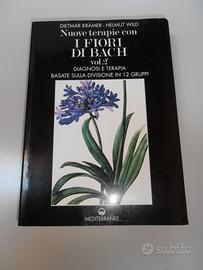 DIETMAR KRÄMER - HELMUT WILD
Nuove terapie con
I FIORI
DI BACH
vol.2
DIAGNOSI E TERAPIA
BASATE SULLA DIVISIONE IN 12 GRUPPI
MEDITERRANEE
subito